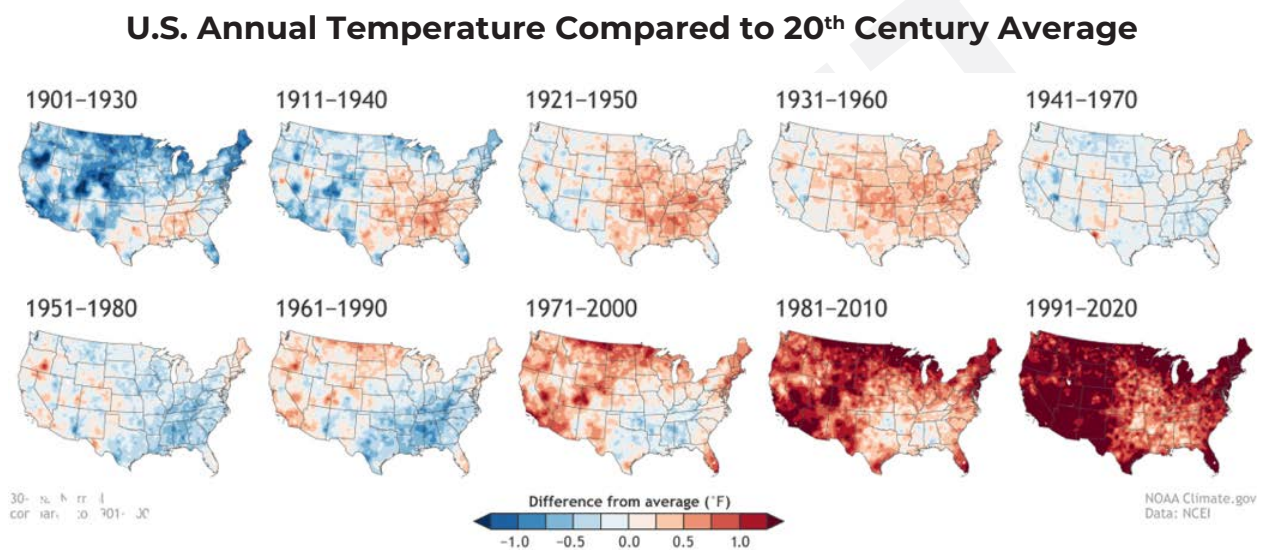 U.S. Annual Temperature Compared to 20th Century Average
1901–1930
1911–1940
1921–1950
1931–1960
1941–1970
1951–1980
1961–1990
1971–2000
1981–2010
1991–2020
30-
Difference from average (°F)
-1.0 -0.5 0.0 0.5 1.0
NOAA Climate.gov
Data: NCEI